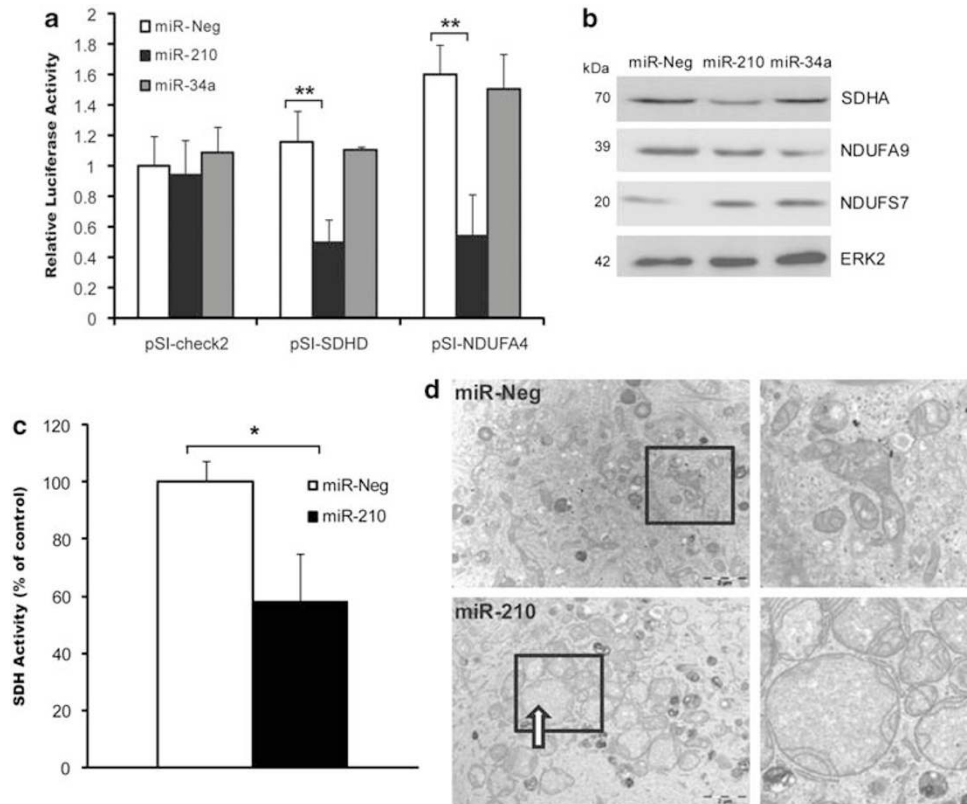 a
2
1.8
1.6
1.4
1.2
1
0.8
0.6
0.4
0.2
0
Relative Luciferase Activity
miR-Neg
miR-210
miR-34a
**
**
pSI-check2 pSI-SDHD pSI-NDUFA4
b
miR-Neg miR-210 miR-34a
kDa
70 SDHA
39 NDUFA9
20 NDUFS7
42 ERK2
c
120
100
80
60
40
20
0
SDH Activity (% of control)
*
miR-Neg
miR-210
d
miR-Neg
miR-210